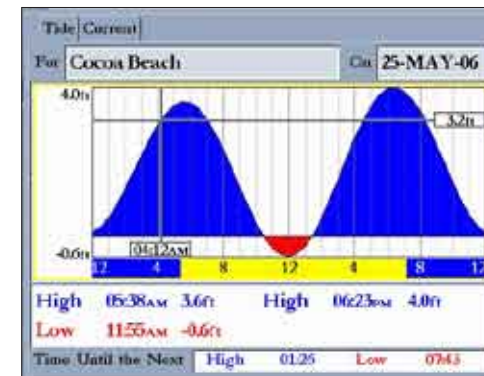 Tide Current
For Cocoa Beach On 25-MAY-06
4.0ft
3.2ft
04:12AM
-0.6ft
12 4 8 12 4 8 12
High 05:38AM 3.6ft High 06:23PM 4.0ft
Low 11:55AM -0.6ft
Time Until the Next High 01:26 Low 07:43